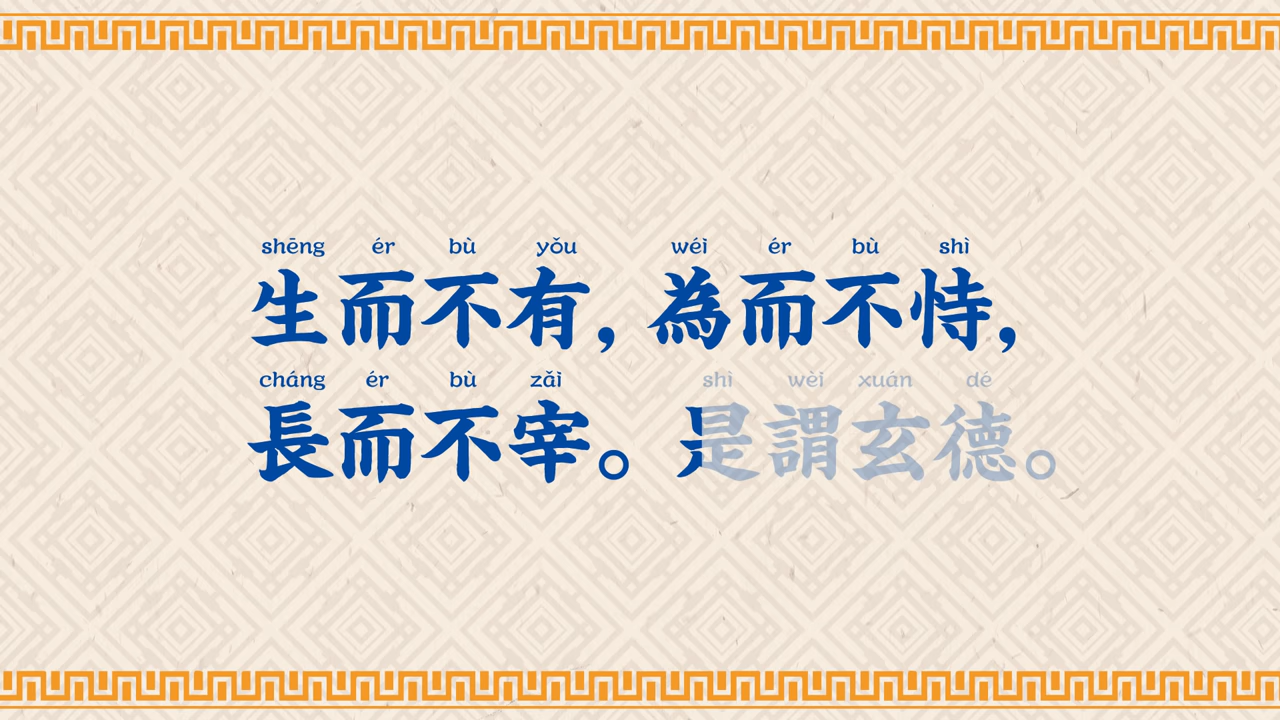 shēng ér bù yǒu wéi ér bù shì
生而不有，為而不恃，
cháng ér bù zǎi shì wèi xuán dé
長而不宰。是謂玄德。